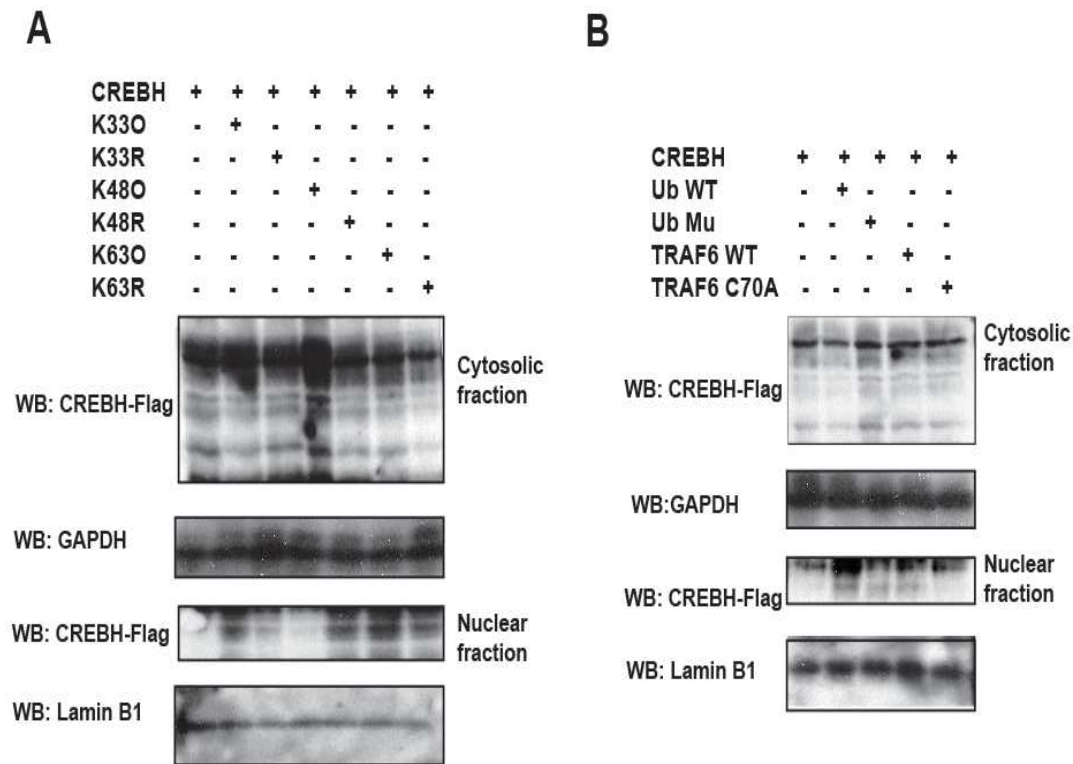 A
CREBH + + + + + + +
K33O - + - - - - -
K33R - - + - - - -
K48O - - - + - - -
K48R - - - - + - -
K63O - - - - - + -
K63R - - - - - - +
WB: CREBH-Flag
Cytosolic
fraction
WB: GAPDH
WB: CREBH-Flag
Nuclear
fraction
WB: Lamin B1
B
CREBH + + + + +
Ub WT - + - - -
Ub Mu - - + - -
TRAF6 WT - - - + -
TRAF6 C70A - - - - +
WB: CREBH-Flag
Cytosolic
fraction
WB:GAPDH
WB: CREBH-Flag
Nuclear
fraction
WB: Lamin B1